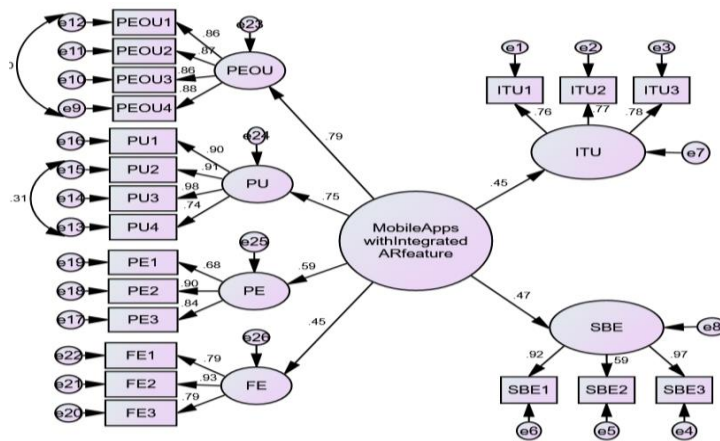 e12 PEOU1 .86 e23
e11 PEOU2 .87 PEOU
e10 PEOU3 .86
e9 PEOU4 .88
.79
e16 PU1 .90 e24
e15 PU2 .91 PU
.31 e14 PU3 .98 .75
e13 PU4 .74
e19 PE1 .68 e25
e18 PE2 .90 PE .59
e17 PE3 .84
e22 FE1 .79 e26 .45
e21 FE2 .93 FE
e20 FE3 .79
MobileApps
withIntegrated
ARfeature
e1 e2 e3
ITU1 ITU2 ITU3
.76 .77 .78
ITU e7
.45
.47
SBE e8
.92 .59 .97
SBE1 SBE2 SBE3
e6 e5 e4